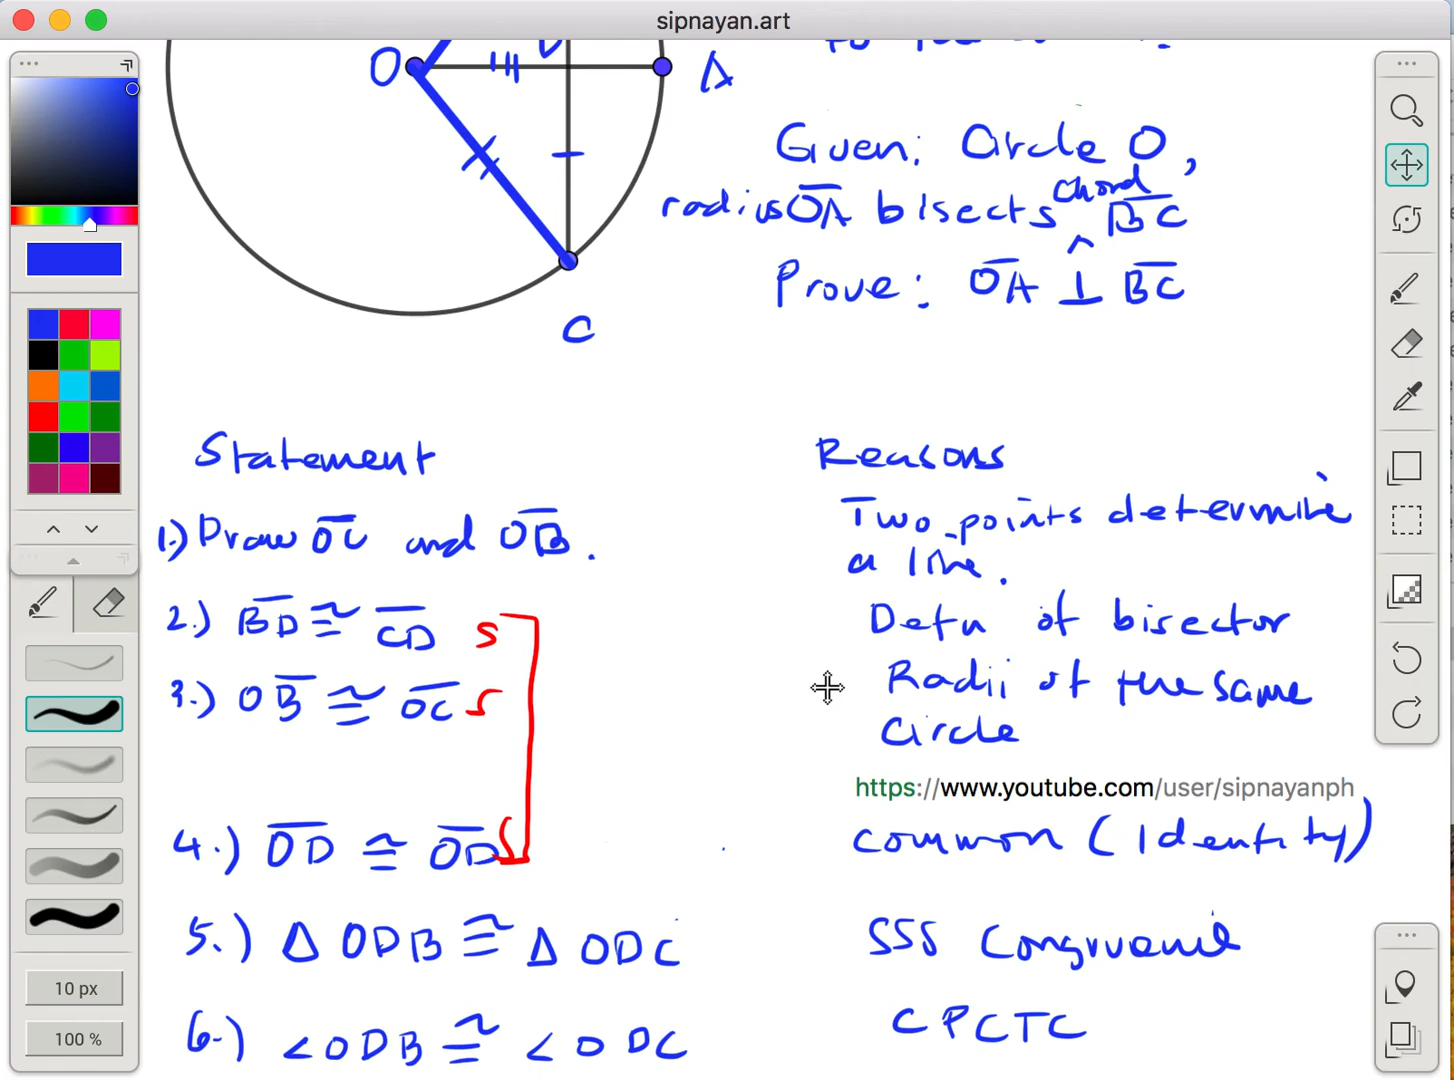 sipnayan.art
O
A
C
Given: Circle O,
radius OA bisects chord BC
^
Prove: OA ⊥ BC
Statement
Reasons
1.) Draw OC and OB.
Two points determine
a line.
2.) BD ≅ CD S
Defn of bisector
3.) OB ≅ OC S
Radii of the same
Circle
https://www.youtube.com/user/sipnayanph
4.) OD ≅ OD S
common (Identity)
5.) Δ ODB ≅ Δ ODC
SSS Congruence
6.) < ODB ≅ < ODC
CPCTC
10 px
100 %